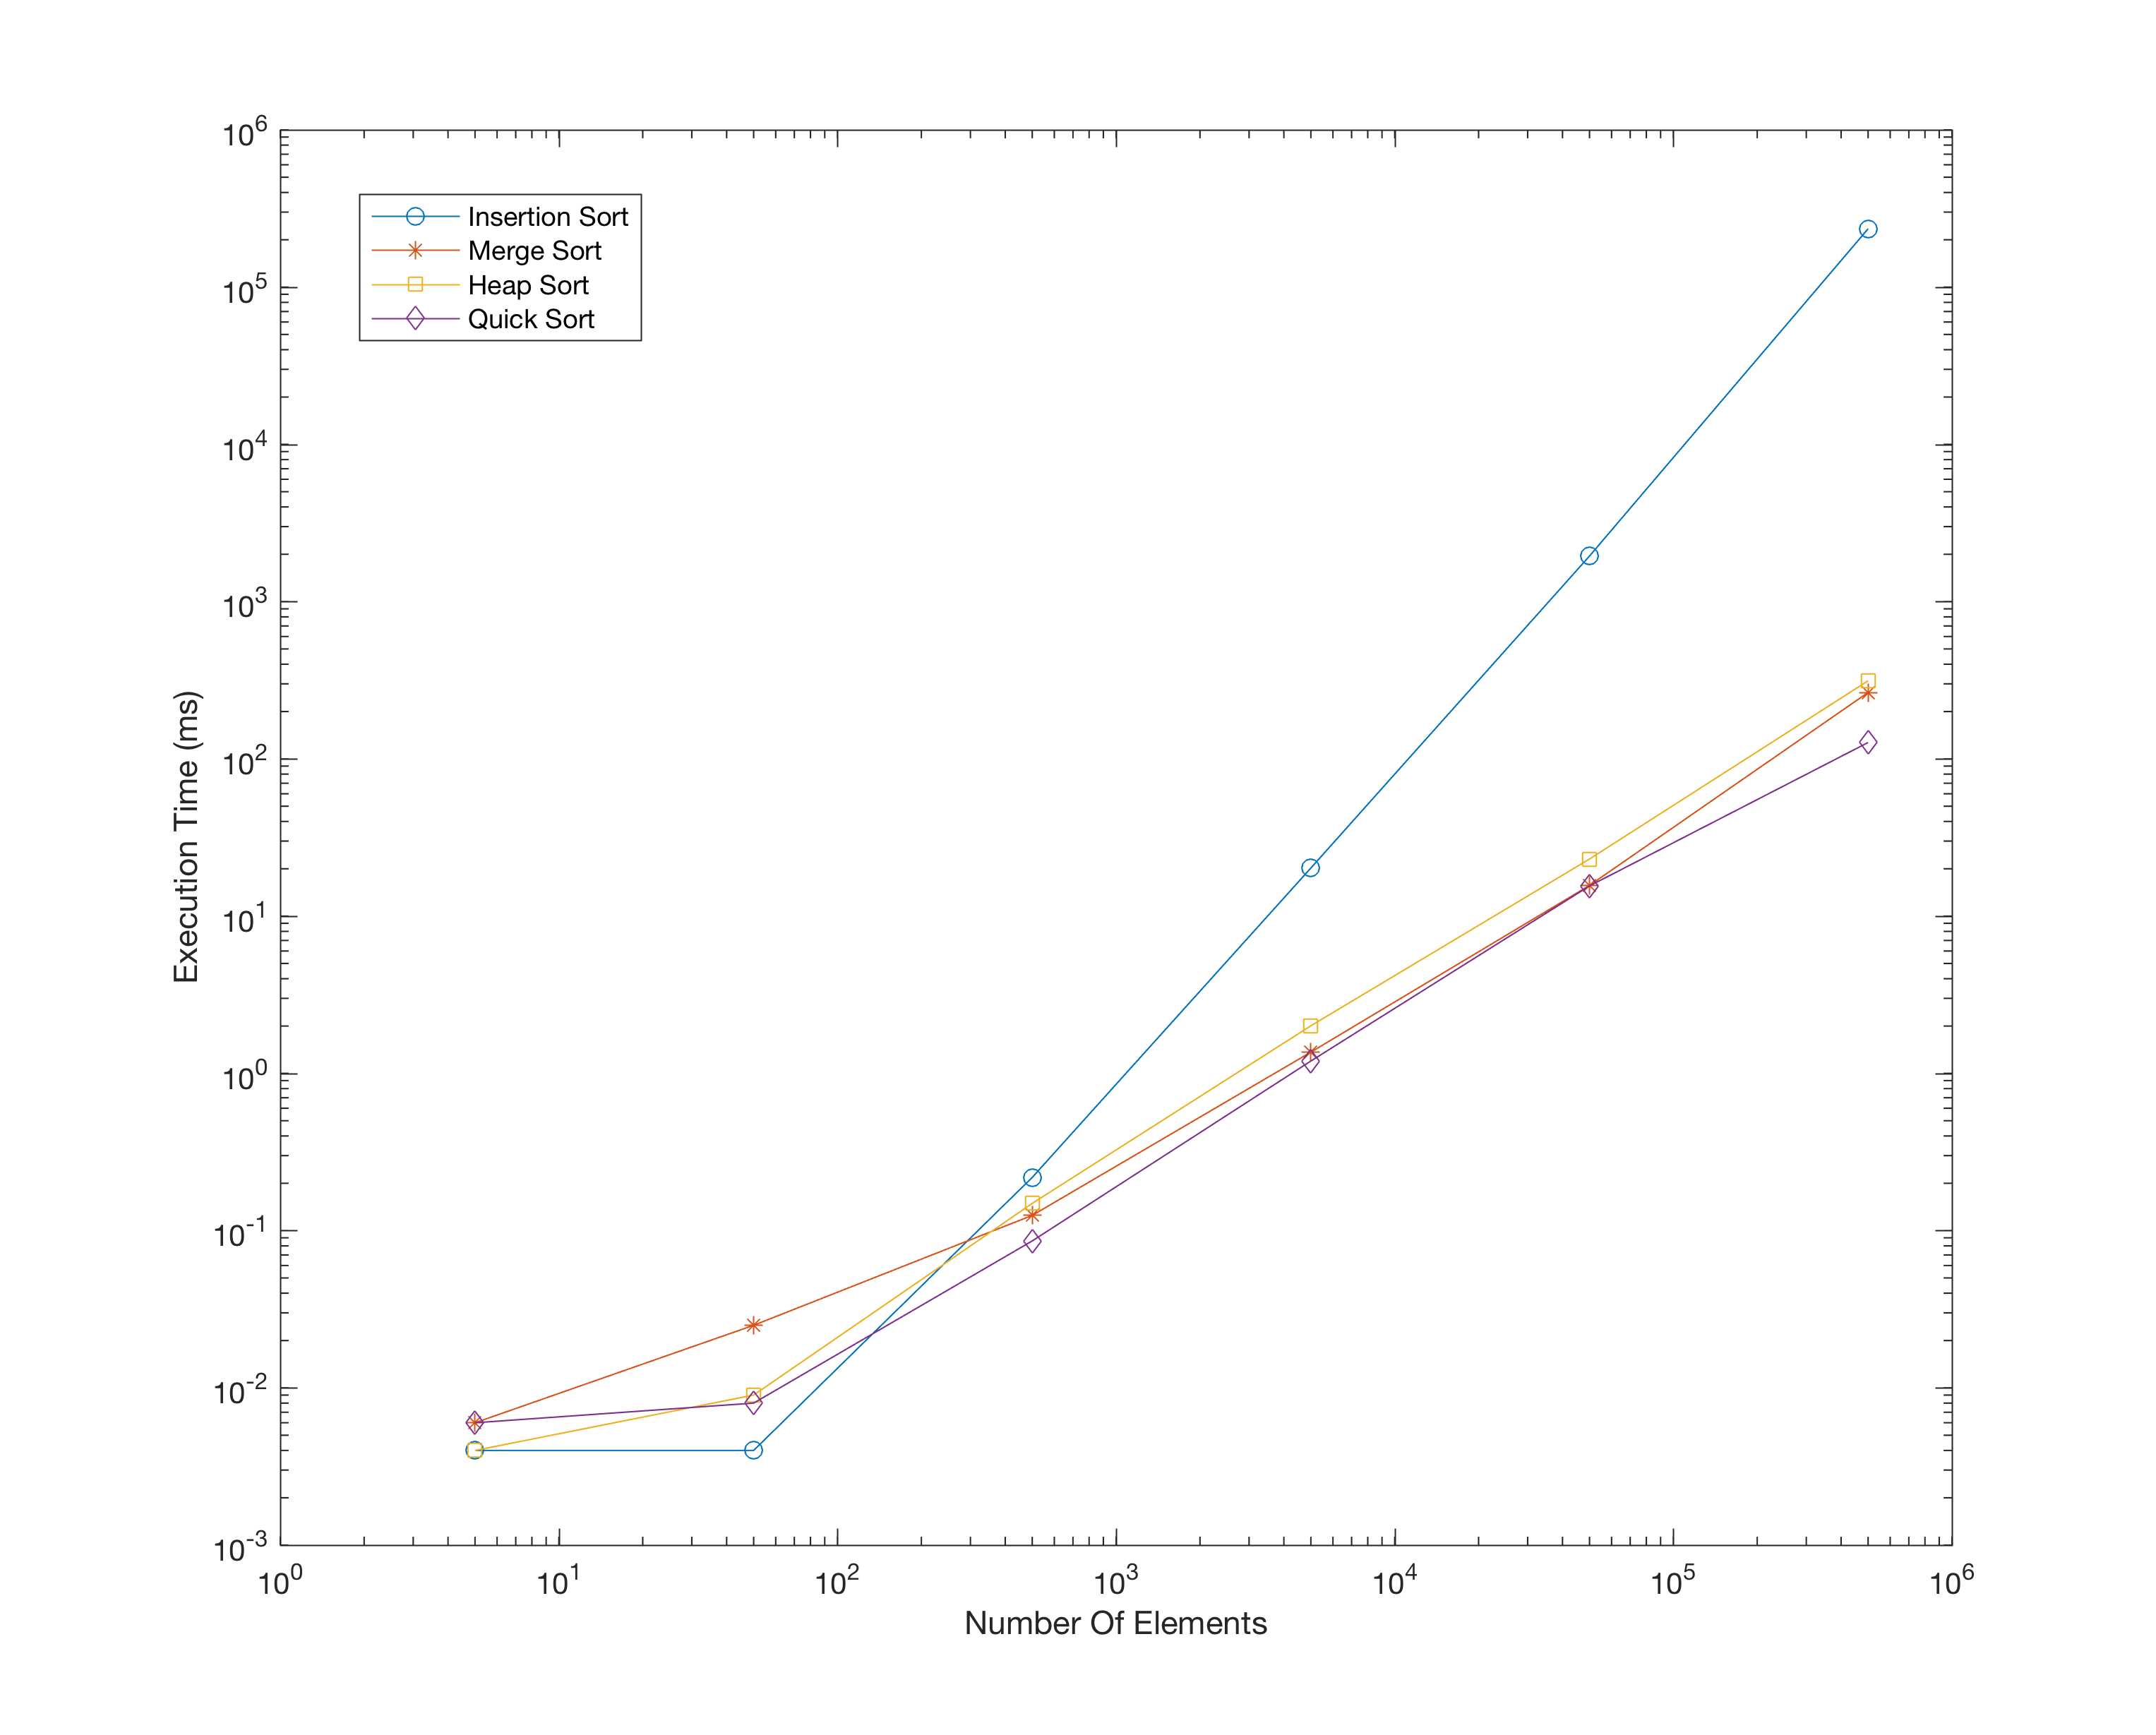 10^6
Insertion Sort
Merge Sort
Heap Sort
Quick Sort
10^5
10^4
10^3
10^2
10^1
10^0
10^-1
10^-2
10^-3
Execution Time (ms)
10^0 10^1 10^2 10^3 10^4 10^5 10^6
Number Of Elements